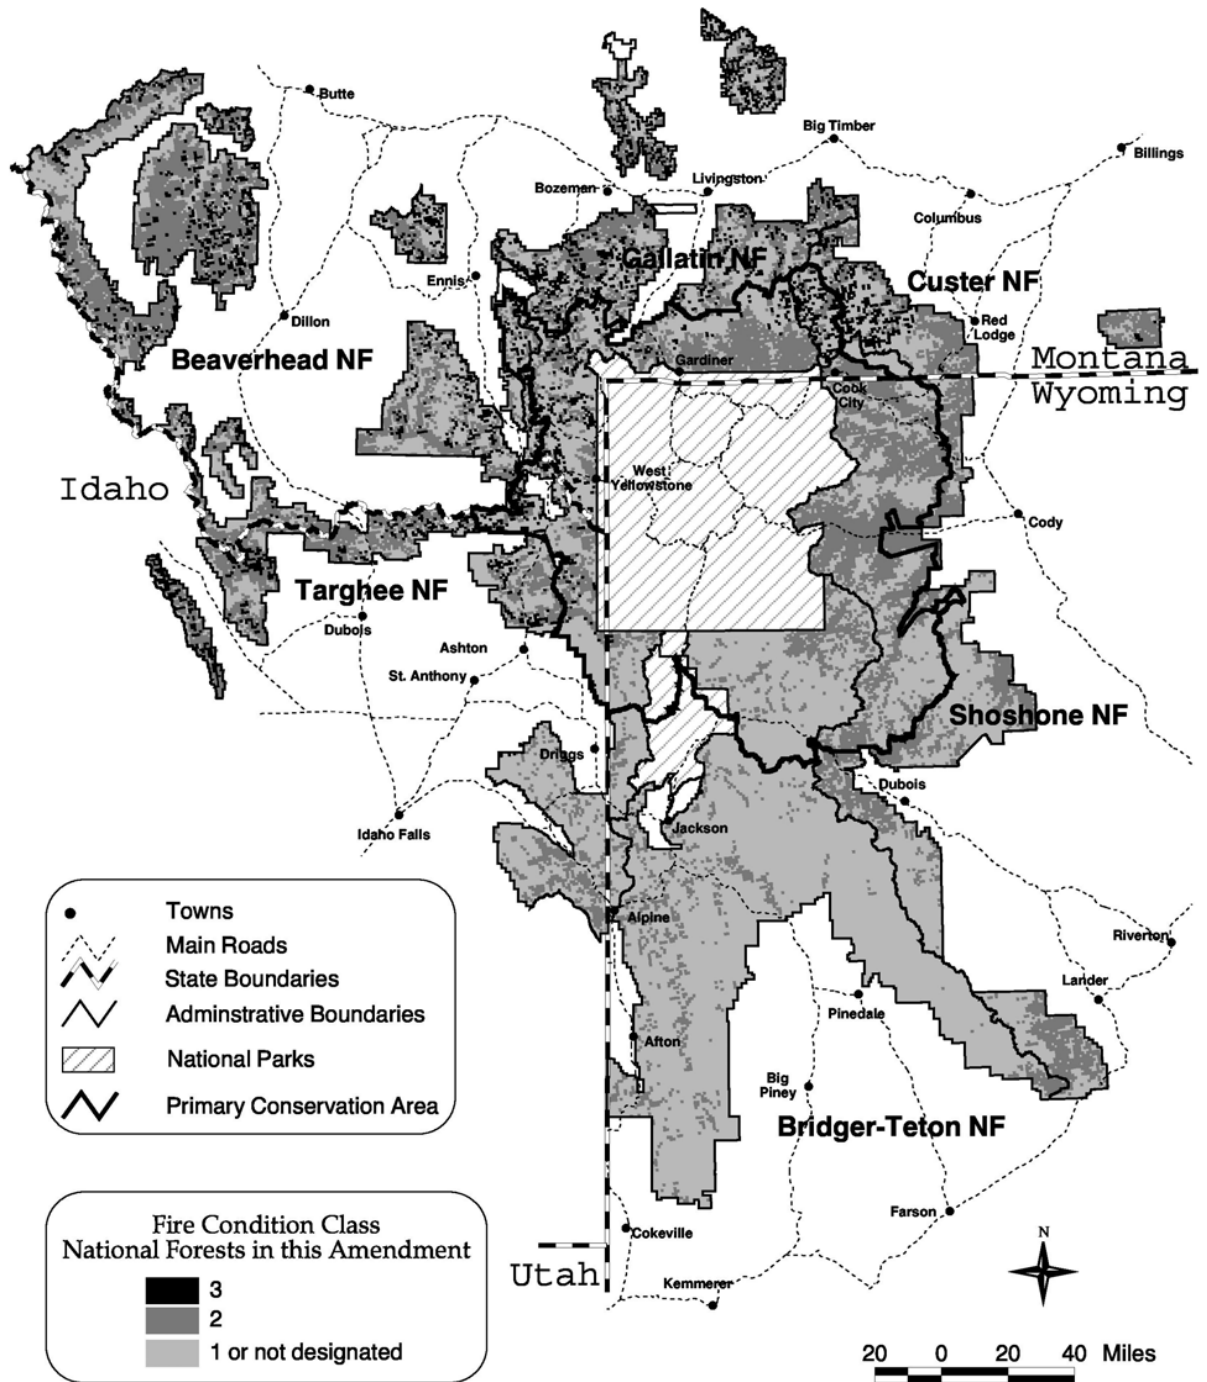 Butte
Big Timber
Billings
Bozeman
Livingston
Columbus
Gallatin NF
Custer NF
Ennis
Dillon
Red
Lodge
Beaverhead NF
Gardiner
Montana
Cook
City
Wyoming
Idaho
West
Yellowstone
Cody
Targhee NF
Dubois
Ashton
St. Anthony
Shoshone NF
Driggs
Dubois
Idaho Falls
Jackson
Alpine
Riverton
Lander
Pinedale
Afton
Big
Piney
Bridger-Teton NF
Farson
Cokeville
Utah
Kemmerer
Towns
Main Roads
State Boundaries
Adminstrative Boundaries
National Parks
Primary Conservation Area
Fire Condition Class
National Forests in this Amendment
3
2
1 or not designated
N
20 0 20 40 Miles